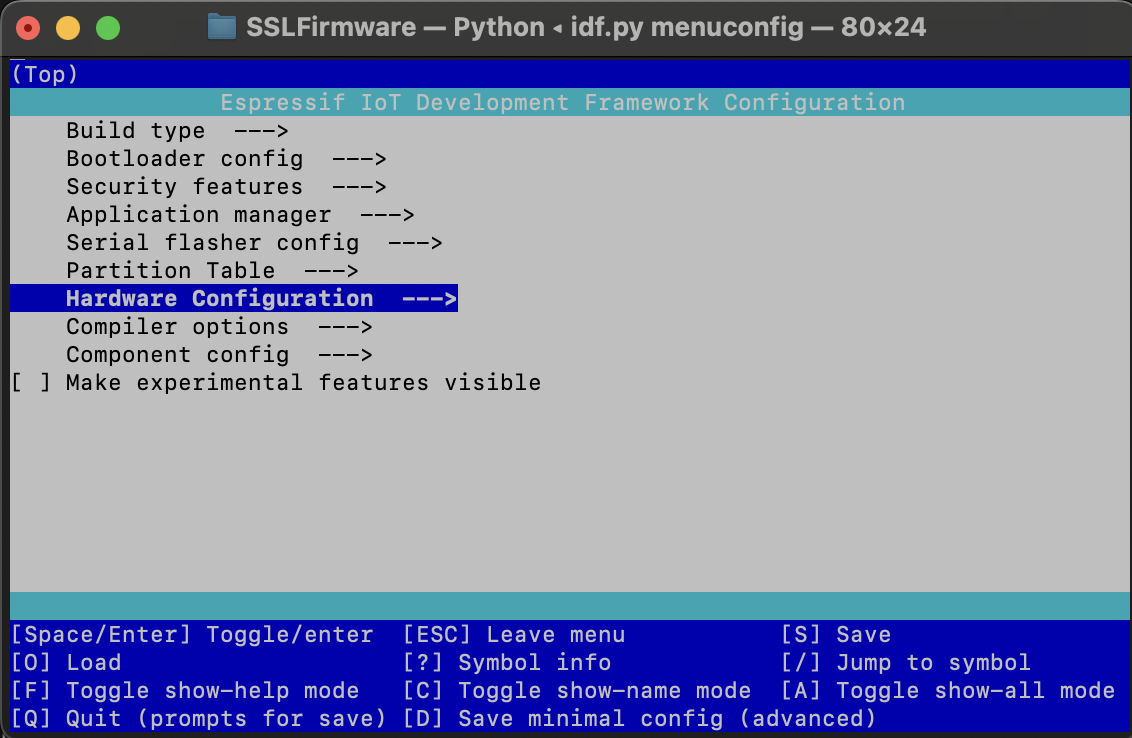 SSLFirmware — Python ◂ idf.py menuconfig — 80×24
(Top)
Espressif IoT Development Framework Configuration
Build type  --->
Bootloader config  --->
Security features  --->
Application manager  --->
Serial flasher config  --->
Partition Table  --->
Hardware Configuration  --->
Compiler options  --->
Component config  --->
[ ] Make experimental features visible
[Space/Enter] Toggle/enter  [ESC] Leave menu  [S] Save
[O] Load  [?] Symbol info  [/] Jump to symbol
[F] Toggle show-help mode  [C] Toggle show-name mode  [A] Toggle show-all mode
[Q] Quit (prompts for save)  [D] Save minimal config (advanced)